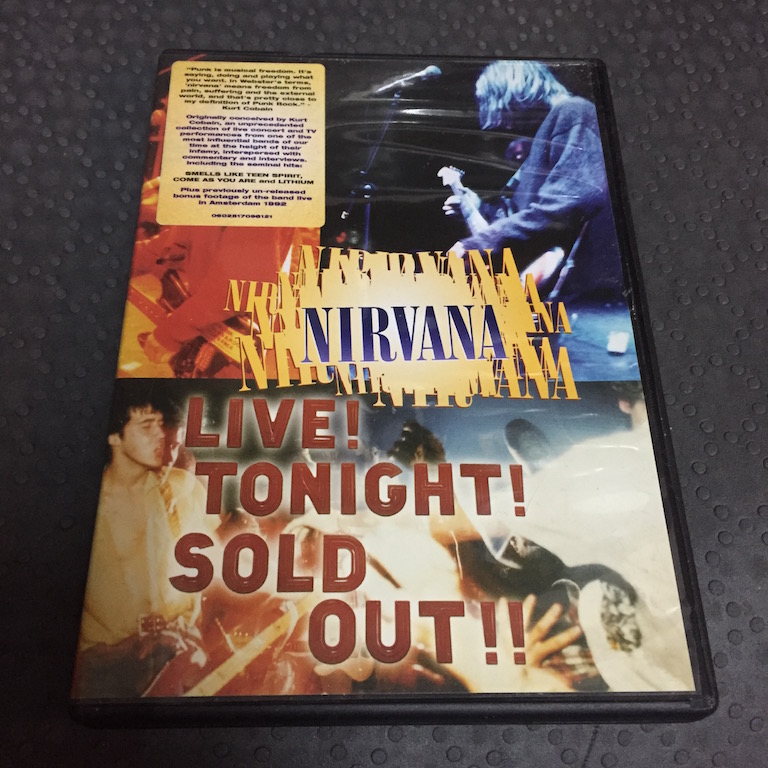 "Punk is musical freedom. It's
saying, doing and playing what
you want. In Webster's terms,
'nirvana' means freedom from
pain, suffering and the external
world, and that's pretty close to
my definition of Punk Rock." -
Kurt Cobain
Originally conceived by Kurt
Cobain, an unprecedented
collection of live concert and TV
performances from one of the
most influential bands of our
time at the height of their
infamy, interspersed with
commentary and interviews.
Including the seminal hits:
SMELLS LIKE TEEN SPIRIT,
COME AS YOU ARE and LITHIUM
Plus previously un-released
bonus footage of the band live
in Amsterdam 1992
0602517098121
NIRVANA
NIRVANA
LIVE!
TONIGHT!
SOLD
OUT!!